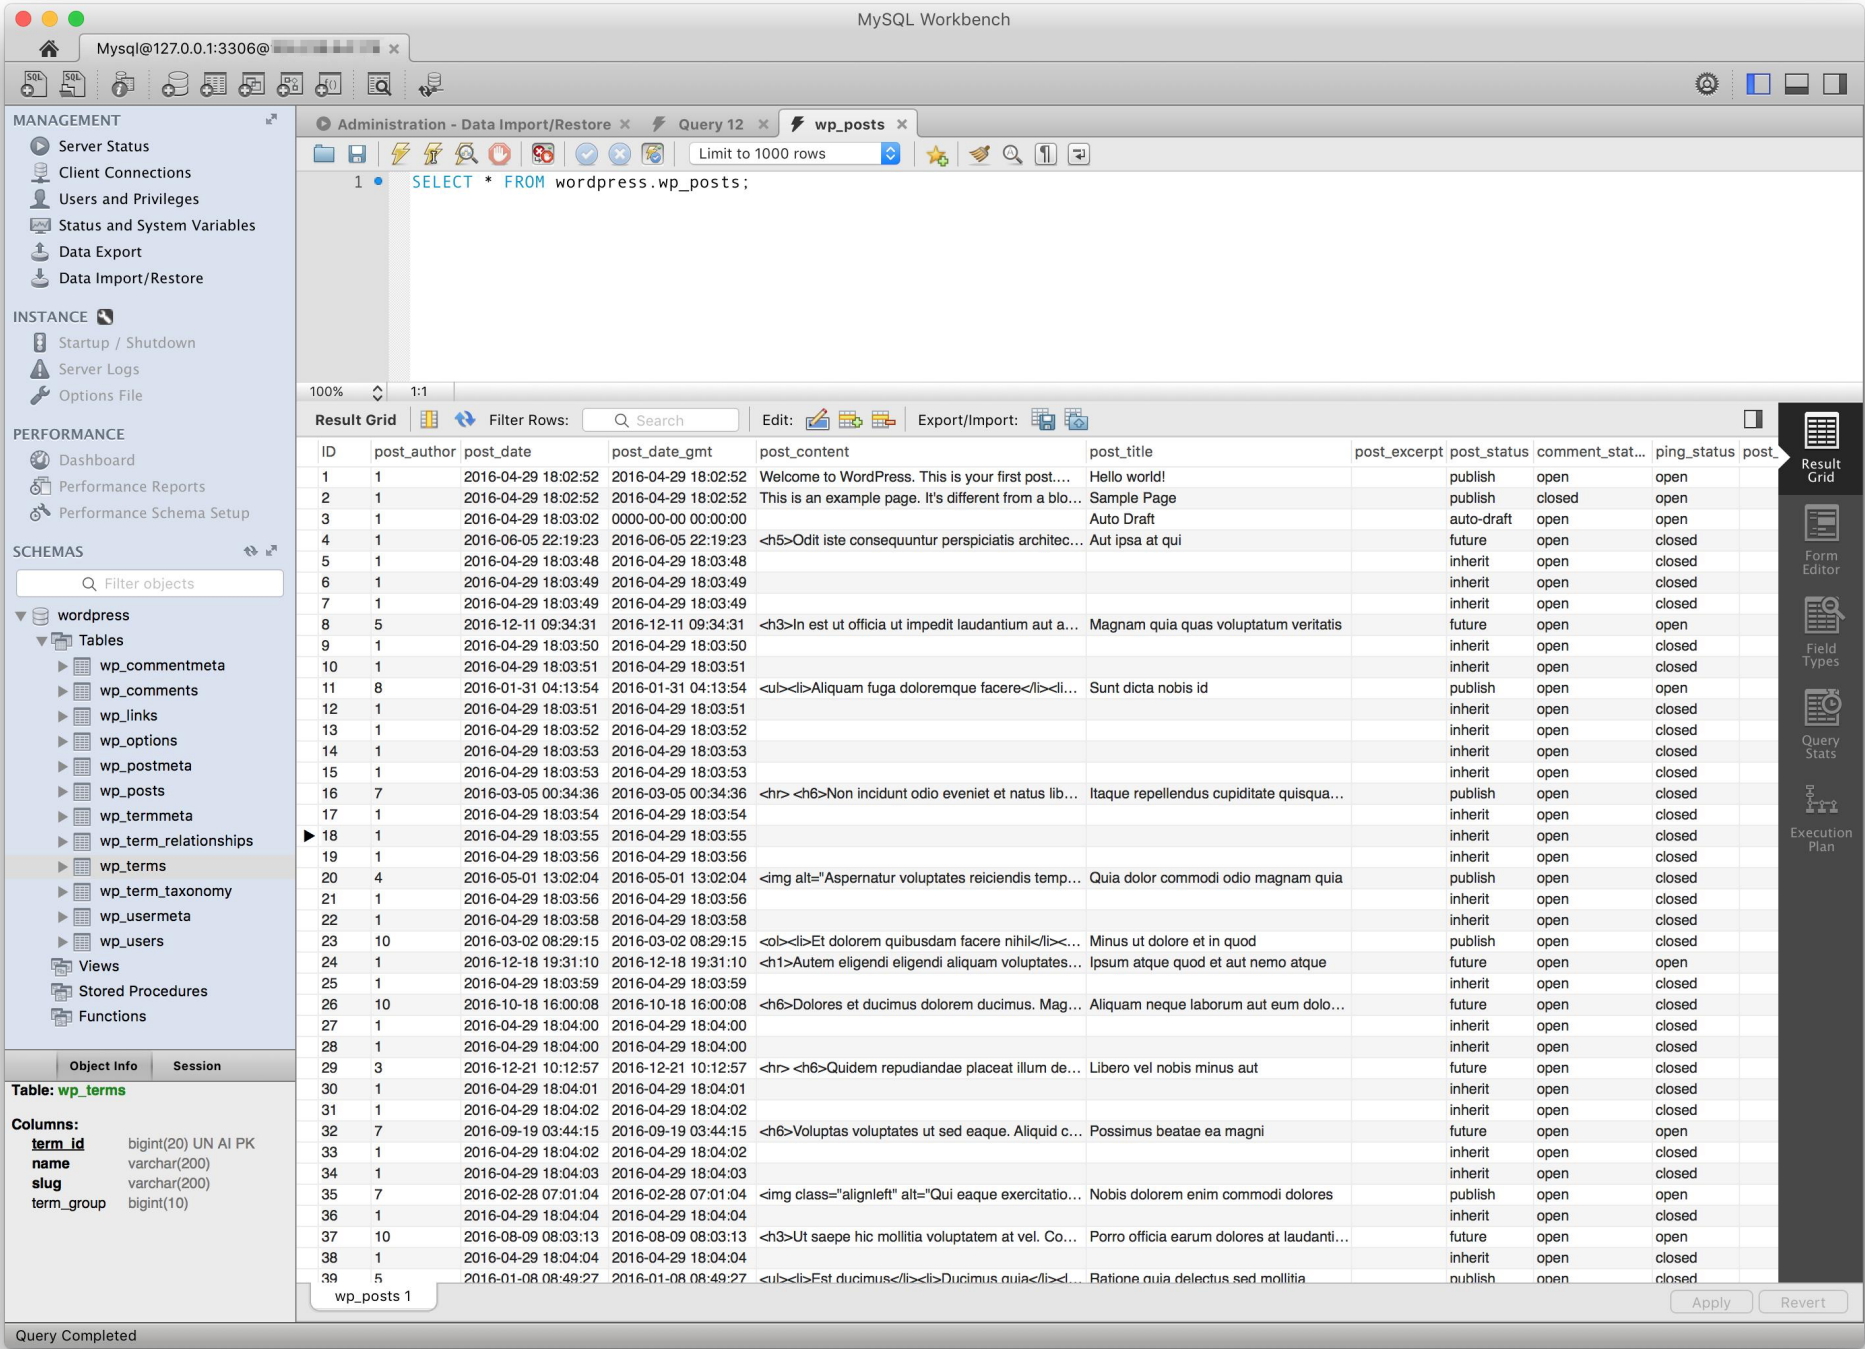 MySQL Workbench
Mysql@127.0.0.1:3306@
MANAGEMENT
Server Status
Client Connections
Users and Privileges
Status and System Variables
Data Export
Data Import/Restore
INSTANCE
Startup / Shutdown
Server Logs
Options File
PERFORMANCE
Dashboard
Performance Reports
Performance Schema Setup
SCHEMAS
Filter objects
wordpress
Tables
wp_commentmeta
wp_comments
wp_links
wp_options
wp_postmeta
wp_posts
wp_termmeta
wp_term_relationships
wp_terms
wp_term_taxonomy
wp_usermeta
wp_users
Views
Stored Procedures
Functions
Object Info Session
Table: wp_terms
Columns:
term_id bigint(20) UN AI PK
name varchar(200)
slug varchar(200)
term_group bigint(10)
Administration - Data Import/Restore Query 12 wp_posts
Limit to 1000 rows
1 SELECT * FROM wordpress.wp_posts;
100% 1:1
Result Grid Filter Rows: Search Edit: Export/Import:
ID post_author post_date post_date_gmt post_content post_title post_excerpt post_status comment_stat... ping_status post_
1 1 2016-04-29 18:02:52 2016-04-29 18:02:52 Welcome to WordPress. This is your first post.... Hello world! publish open open
2 1 2016-04-29 18:02:52 2016-04-29 18:02:52 This is an example page. It's different from a blo... Sample Page publish closed open
3 1 2016-04-29 18:03:02 0000-00-00 00:00:00 Auto Draft auto-draft open open
4 1 2016-06-05 22:19:23 2016-06-05 22:19:23 <h5>Odit iste consequuntur perspiciatis architec... Aut ipsa at qui future open closed
5 1 2016-04-29 18:03:48 2016-04-29 18:03:48 inherit open closed
6 1 2016-04-29 18:03:49 2016-04-29 18:03:49 inherit open closed
7 1 2016-04-29 18:03:49 2016-04-29 18:03:49 inherit open closed
8 5 2016-12-11 09:34:31 2016-12-11 09:34:31 <h3>In est ut officia ut impedit laudantium aut a... Magnam quia quas voluptatum veritatis future open open
9 1 2016-04-29 18:03:50 2016-04-29 18:03:50 inherit open closed
10 1 2016-04-29 18:03:51 2016-04-29 18:03:51 inherit open closed
11 8 2016-01-31 04:13:54 2016-01-31 04:13:54 <ul><li>Aliquam fuga doloremque facere</li><li... Sunt dicta nobis id publish open open
12 1 2016-04-29 18:03:51 2016-04-29 18:03:51 inherit open closed
13 1 2016-04-29 18:03:52 2016-04-29 18:03:52 inherit open closed
14 1 2016-04-29 18:03:53 2016-04-29 18:03:53 inherit open closed
15 1 2016-04-29 18:03:53 2016-04-29 18:03:53 inherit open closed
16 7 2016-03-05 00:34:36 2016-03-05 00:34:36 <hr> <h6>Non incidunt odio eveniet et natus lib... Itaque repellendus cupiditate quisqua... publish open closed
17 1 2016-04-29 18:03:54 2016-04-29 18:03:54 inherit open closed
18 1 2016-04-29 18:03:55 2016-04-29 18:03:55 inherit open closed
19 1 2016-04-29 18:03:56 2016-04-29 18:03:56 inherit open closed
20 4 2016-05-01 13:02:04 2016-05-01 13:02:04 <img alt="Aspernatur voluptates reiciendis temp... Quia dolor commodi odio magnam quia publish open closed
21 1 2016-04-29 18:03:56 2016-04-29 18:03:56 inherit open closed
22 1 2016-04-29 18:03:58 2016-04-29 18:03:58 inherit open closed
23 10 2016-03-02 08:29:15 2016-03-02 08:29:15 <ol><li>Et dolorem quibusdam facere nihil</li><... Minus ut dolore et in quod publish open closed
24 1 2016-12-18 19:31:10 2016-12-18 19:31:10 <h1>Autem eligendi eligendi aliquam voluptates... Ipsum atque quod et aut nemo atque future open open
25 1 2016-04-29 18:03:59 2016-04-29 18:03:59 inherit open closed
26 10 2016-10-18 16:00:08 2016-10-18 16:00:08 <h6>Dolores et ducimus dolorem ducimus. Mag... Aliquam neque laborum aut eum dolo... future open closed
27 1 2016-04-29 18:04:00 2016-04-29 18:04:00 inherit open closed
28 1 2016-04-29 18:04:00 2016-04-29 18:04:00 inherit open closed
29 3 2016-12-21 10:12:57 2016-12-21 10:12:57 <hr> <h6>Quidem repudiandae placeat illum de... Libero vel nobis minus aut future open closed
30 1 2016-04-29 18:04:01 2016-04-29 18:04:01 inherit open closed
31 1 2016-04-29 18:04:02 2016-04-29 18:04:02 inherit open closed
32 7 2016-09-19 03:44:15 2016-09-19 03:44:15 <h6>Voluptas voluptates ut sed eaque. Aliquid c... Possimus beatae ea magni future open open
33 1 2016-04-29 18:04:02 2016-04-29 18:04:02 inherit open closed
34 1 2016-04-29 18:04:03 2016-04-29 18:04:03 inherit open closed
35 7 2016-02-28 07:01:04 2016-02-28 07:01:04 <img class="alignleft" alt="Qui eaque exercitatio... Nobis dolorem enim commodi dolores publish open open
36 1 2016-04-29 18:04:04 2016-04-29 18:04:04 inherit open closed
37 10 2016-08-09 08:03:13 2016-08-09 08:03:13 <h3>Ut saepe hic mollitia voluptatem at vel. Co... Porro officia earum dolores at laudanti... future open open
38 1 2016-04-29 18:04:04 2016-04-29 18:04:04 inherit open closed
39 5 2016-01-08 08:49:27 2016-01-08 08:49:27 <ul><li>Est ducimus</li><li>Ducimus quia</li><l... Ratione quia delectus sed mollitia publish open closed
Result Grid
Form Editor
Field Types
Query Stats
Execution Plan
wp_posts 1
Apply Revert
Query Completed